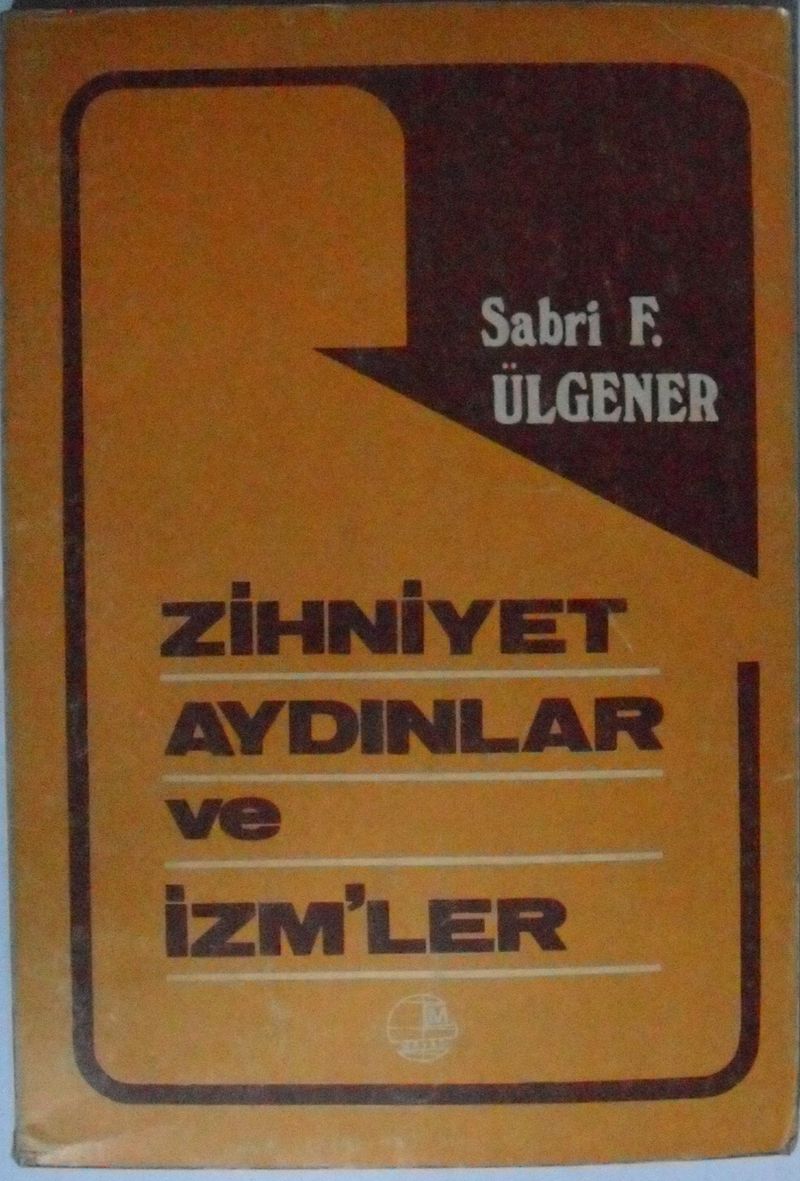 Sabri F.
ÜLGENER
ZİHNİYET
AYDINLAR
ve
İZM'LER
M